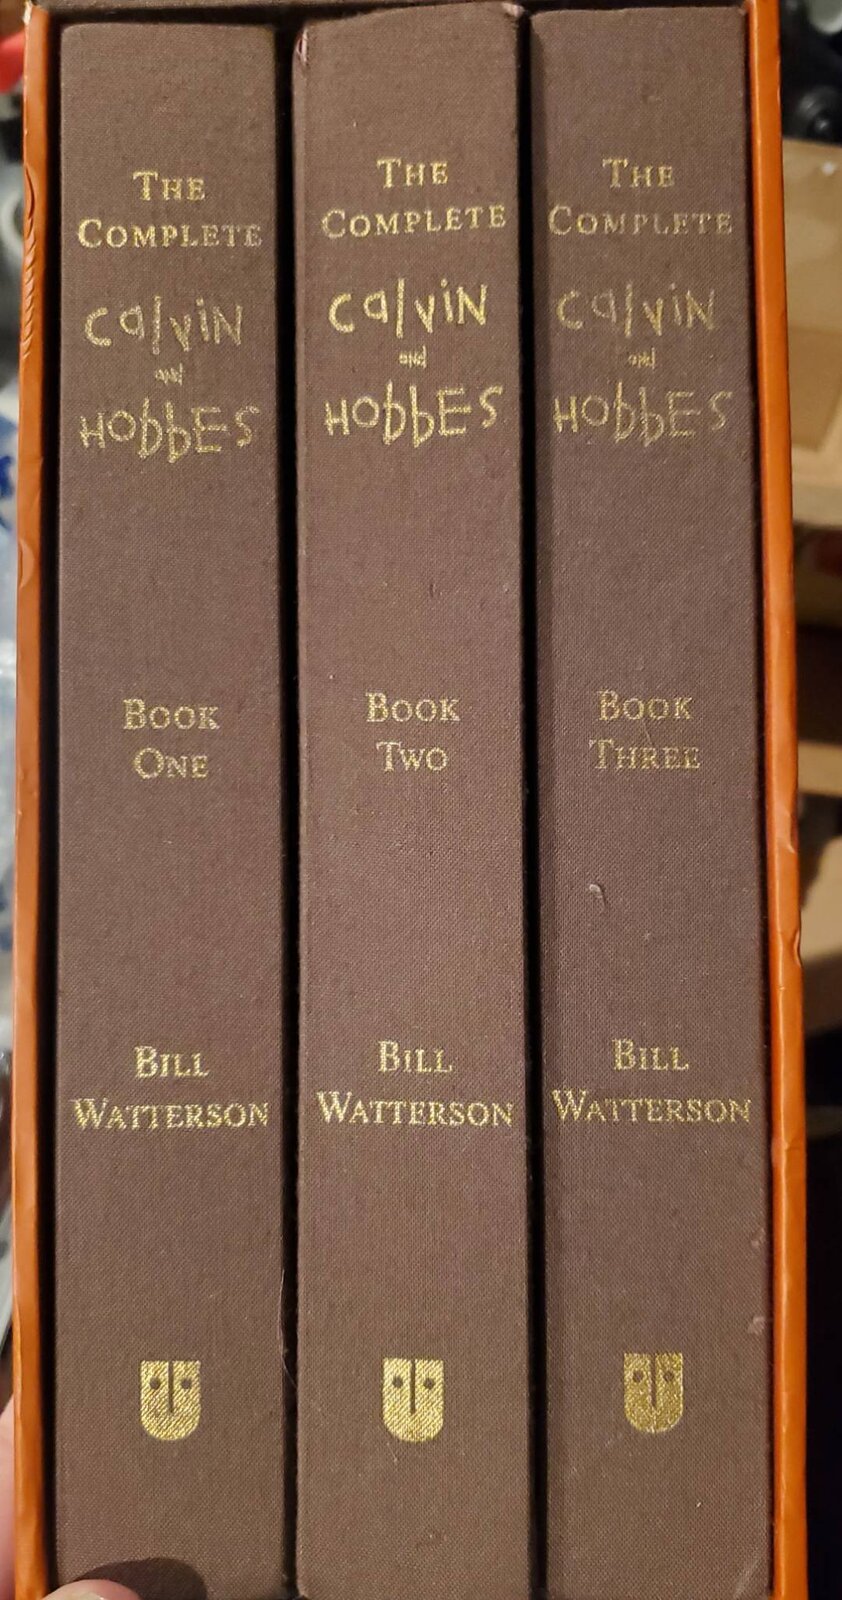 The
Complete
Calvin
and
Hobbes
Book
One
Bill
Watterson
The
Complete
Calvin
and
Hobbes
Book
Two
Bill
Watterson
The
Complete
Calvin
and
Hobbes
Book
Three
Bill
Watterson